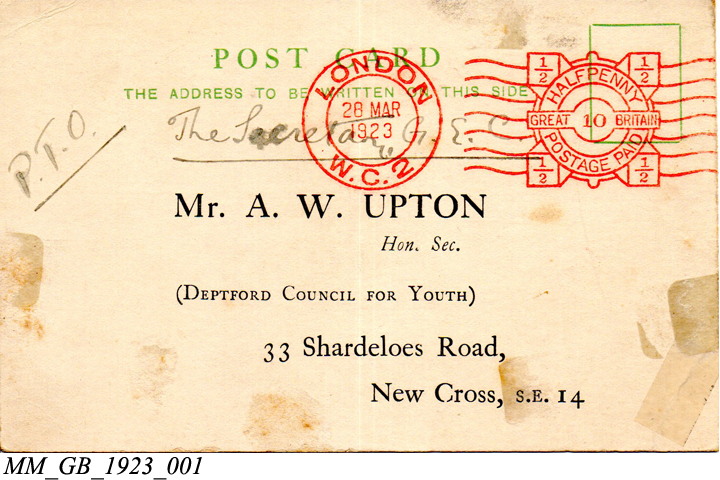 POST CARD
THE ADDRESS TO BE WRITTEN ON THIS SIDE
LONDON
28 MAR
1923
W.C.2
1/2
1/2
HALFPENNY
GREAT 10 BRITAIN
POSTAGE PAID
1/2
1/2
P.T.O.
The Secretary, G. E. C.
Mr. A. W. UPTON
Hon. Sec.
(DEPTFORD COUNCIL FOR YOUTH)
33 Shardeloes Road,
New Cross, S.E. 14
MM_GB_1923_001